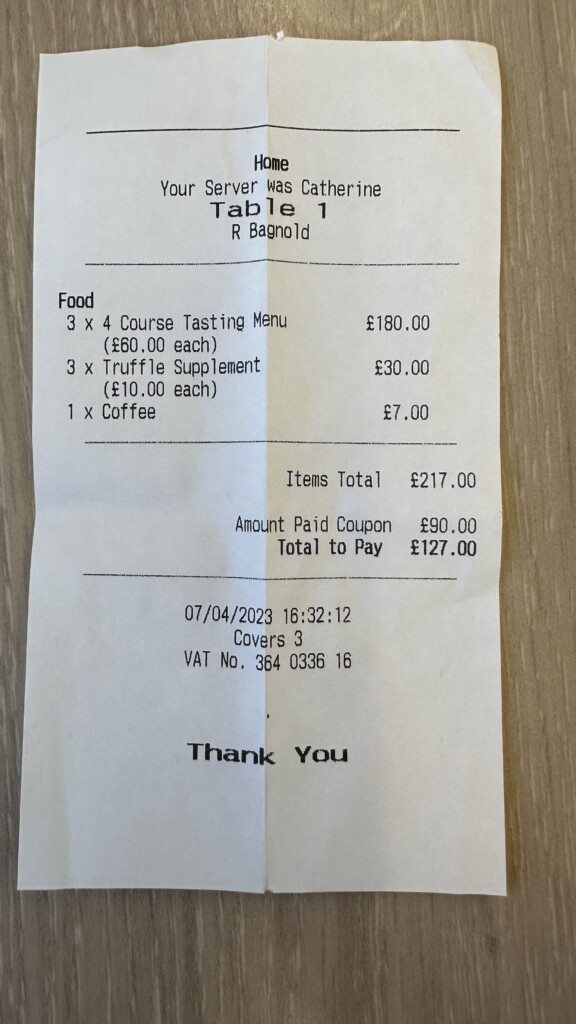 Home
Your Server was Catherine
Table 1
R Bagnold
Food
3 x 4 Course Tasting Menu £180.00
(£60.00 each)
3 x Truffle Supplement £30.00
(£10.00 each)
1 x Coffee £7.00
Items Total £217.00
Amount Paid Coupon £90.00
Total to Pay £127.00
07/04/2023 16:32:12
Covers 3
VAT No. 364 0336 16
Thank You